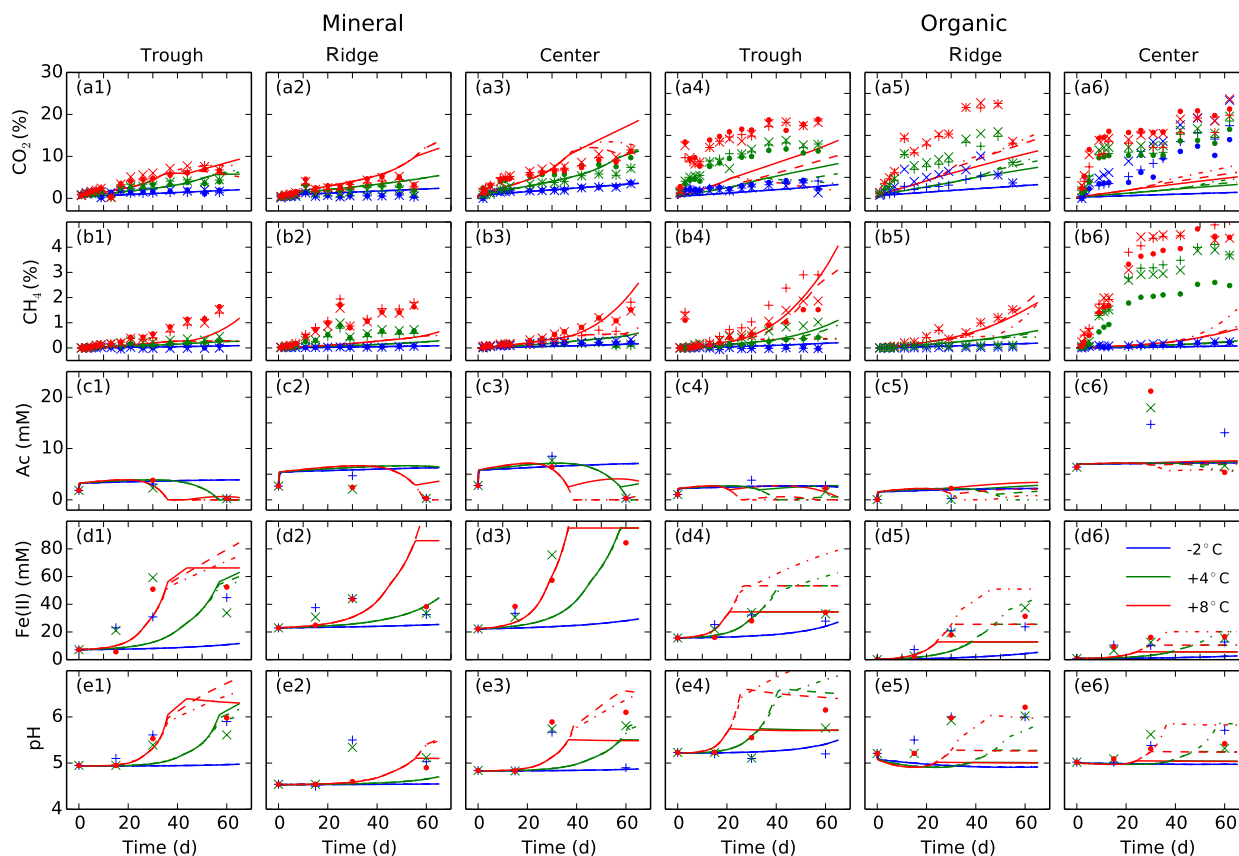 Mineral Organic
Trough Ridge Center Trough Ridge Center
30
20
10
0
CO2 (%)
(a1) (a2) (a3) (a4) (a5) (a6)
4
3
2
1
0
CH4 (%)
(b1) (b2) (b3) (b4) (b5) (b6)
20
10
0
Ac (mM)
(c1) (c2) (c3) (c4) (c5) (c6)
80
60
40
20
0
Fe(II) (mM)
(d1) (d2) (d3) (d4) (d5) (d6)
-2°C
+4°C
+8°C
6
5
4
pH
(e1) (e2) (e3) (e4) (e5) (e6)
0 20 40 60 0 20 40 60 0 20 40 60 0 20 40 60 0 20 40 60 0 20 40 60
Time (d) Time (d) Time (d) Time (d) Time (d) Time (d)